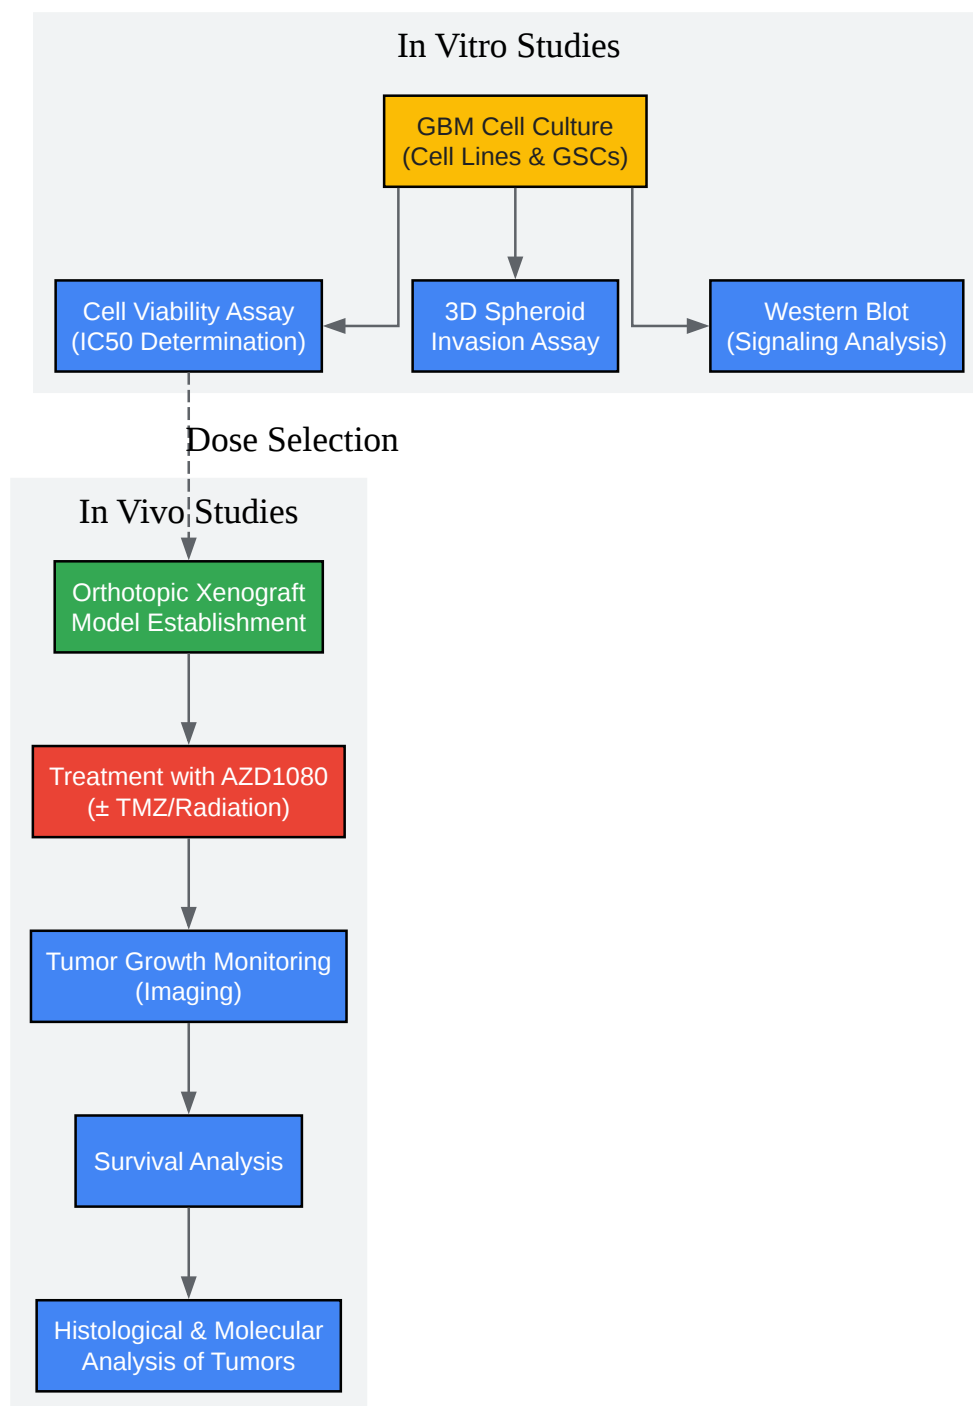 In Vitro Studies
GBM Cell Culture
(Cell Lines & GSCs)
Cell Viability Assay
(IC50 Determination)
3D Spheroid
Invasion Assay
Western Blot
(Signaling Analysis)
Dose Selection
In Vivo Studies
Orthotopic Xenograft
Model Establishment
Treatment with AZD1080
(± TMZ/Radiation)
Tumor Growth Monitoring
(Imaging)
Survival Analysis
Histological & Molecular
Analysis of Tumors